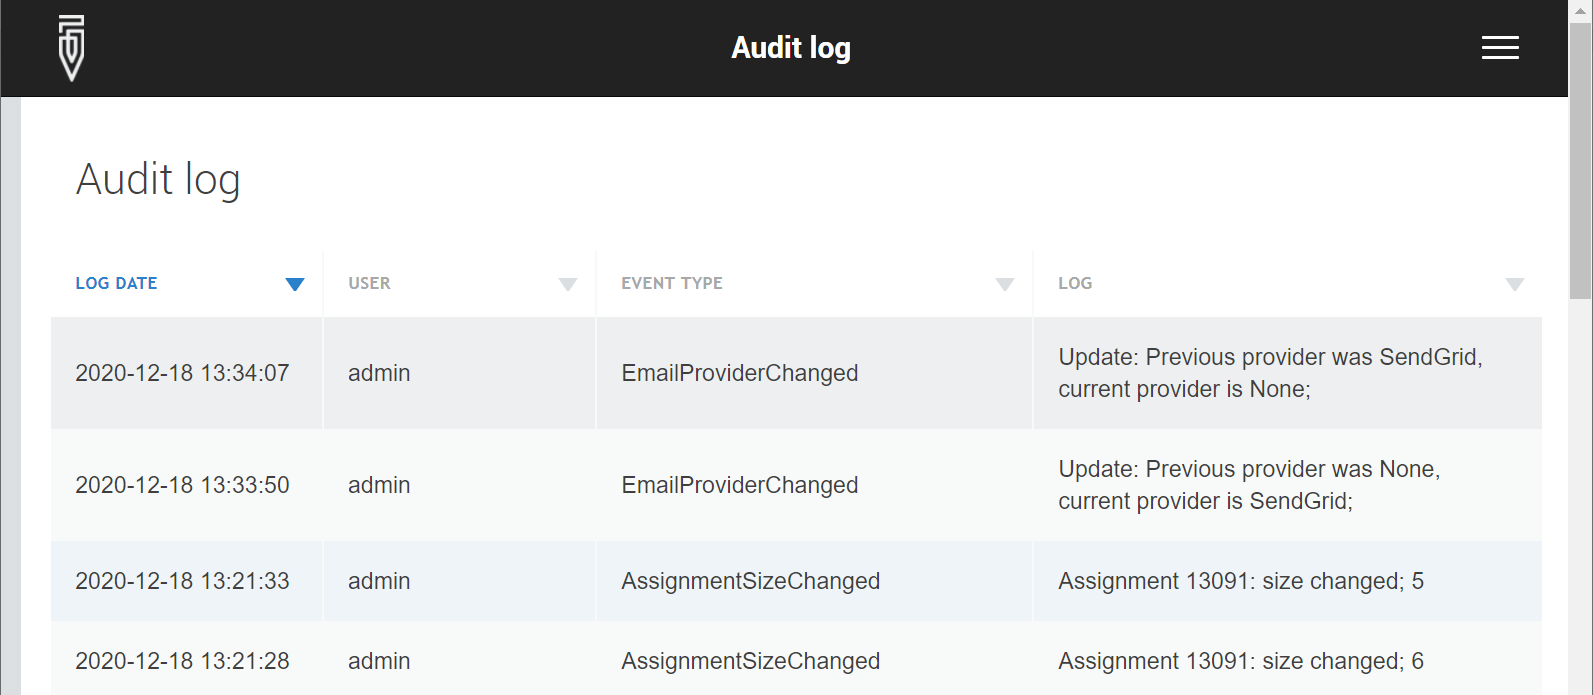 Audit log
Audit log
LOG DATE USER EVENT TYPE LOG
2020-12-18 13:34:07 admin EmailProviderChanged Update: Previous provider was SendGrid,
current provider is None;
2020-12-18 13:33:50 admin EmailProviderChanged Update: Previous provider was None,
current provider is SendGrid;
2020-12-18 13:21:33 admin AssignmentSizeChanged Assignment 13091: size changed; 5
2020-12-18 13:21:28 admin AssignmentSizeChanged Assignment 13091: size changed; 6